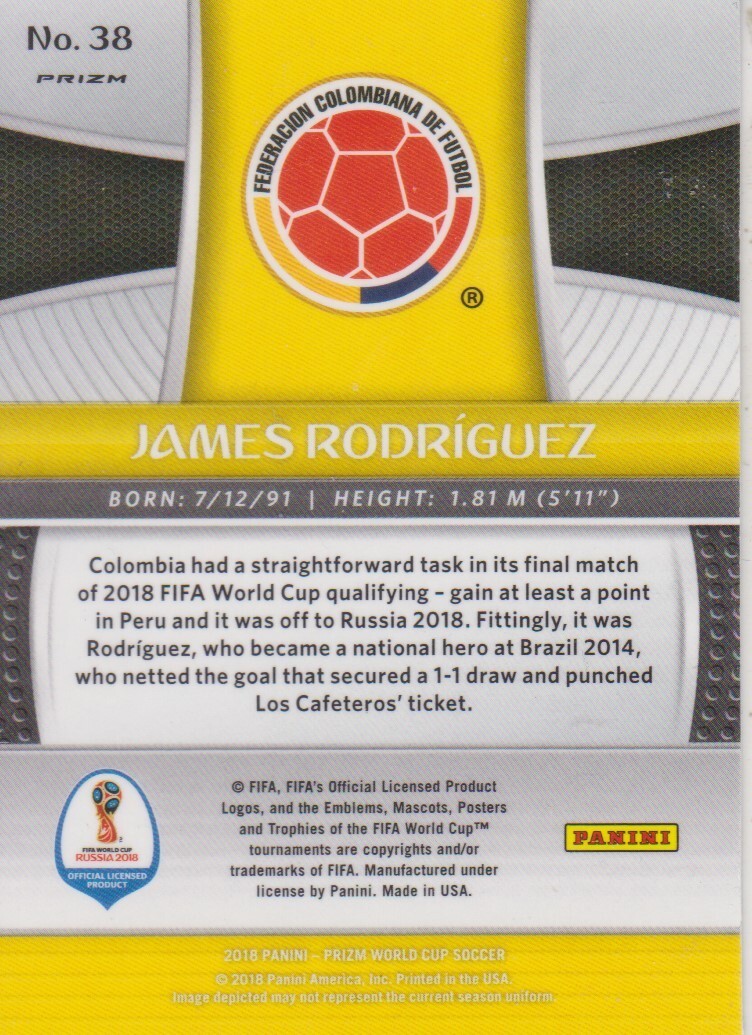 No. 38
PRIZM
FEDERACION COLOMBIANA DE FUTBOL
®
JAMES RODRÍGUEZ
BORN: 7/12/91 | HEIGHT: 1.81 M (5'11")
Colombia had a straightforward task in its final match
of 2018 FIFA World Cup qualifying – gain at least a point
in Peru and it was off to Russia 2018. Fittingly, it was
Rodríguez, who became a national hero at Brazil 2014,
who netted the goal that secured a 1-1 draw and punched
Los Cafeteros' ticket.
FIFA WORLD CUP
RUSSIA 2018
OFFICIAL LICENSED
PRODUCT
© FIFA, FIFA's Official Licensed Product
Logos, and the Emblems, Mascots, Posters
and Trophies of the FIFA World Cup™
tournaments are copyrights and/or
trademarks of FIFA. Manufactured under
license by Panini. Made in USA.
PANINI
2018 PANINI – PRIZM WORLD CUP SOCCER
© 2018 Panini America, Inc. Printed in the USA.
Image depicted may not represent the current season uniform.